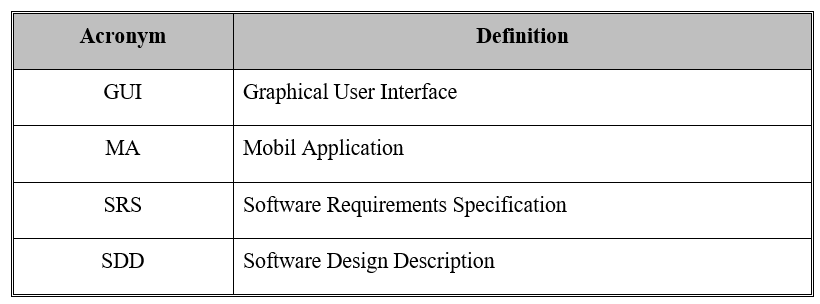 Acronym Definition
GUI Graphical User Interface
MA Mobil Application
SRS Software Requirements Specification
SDD Software Design Description